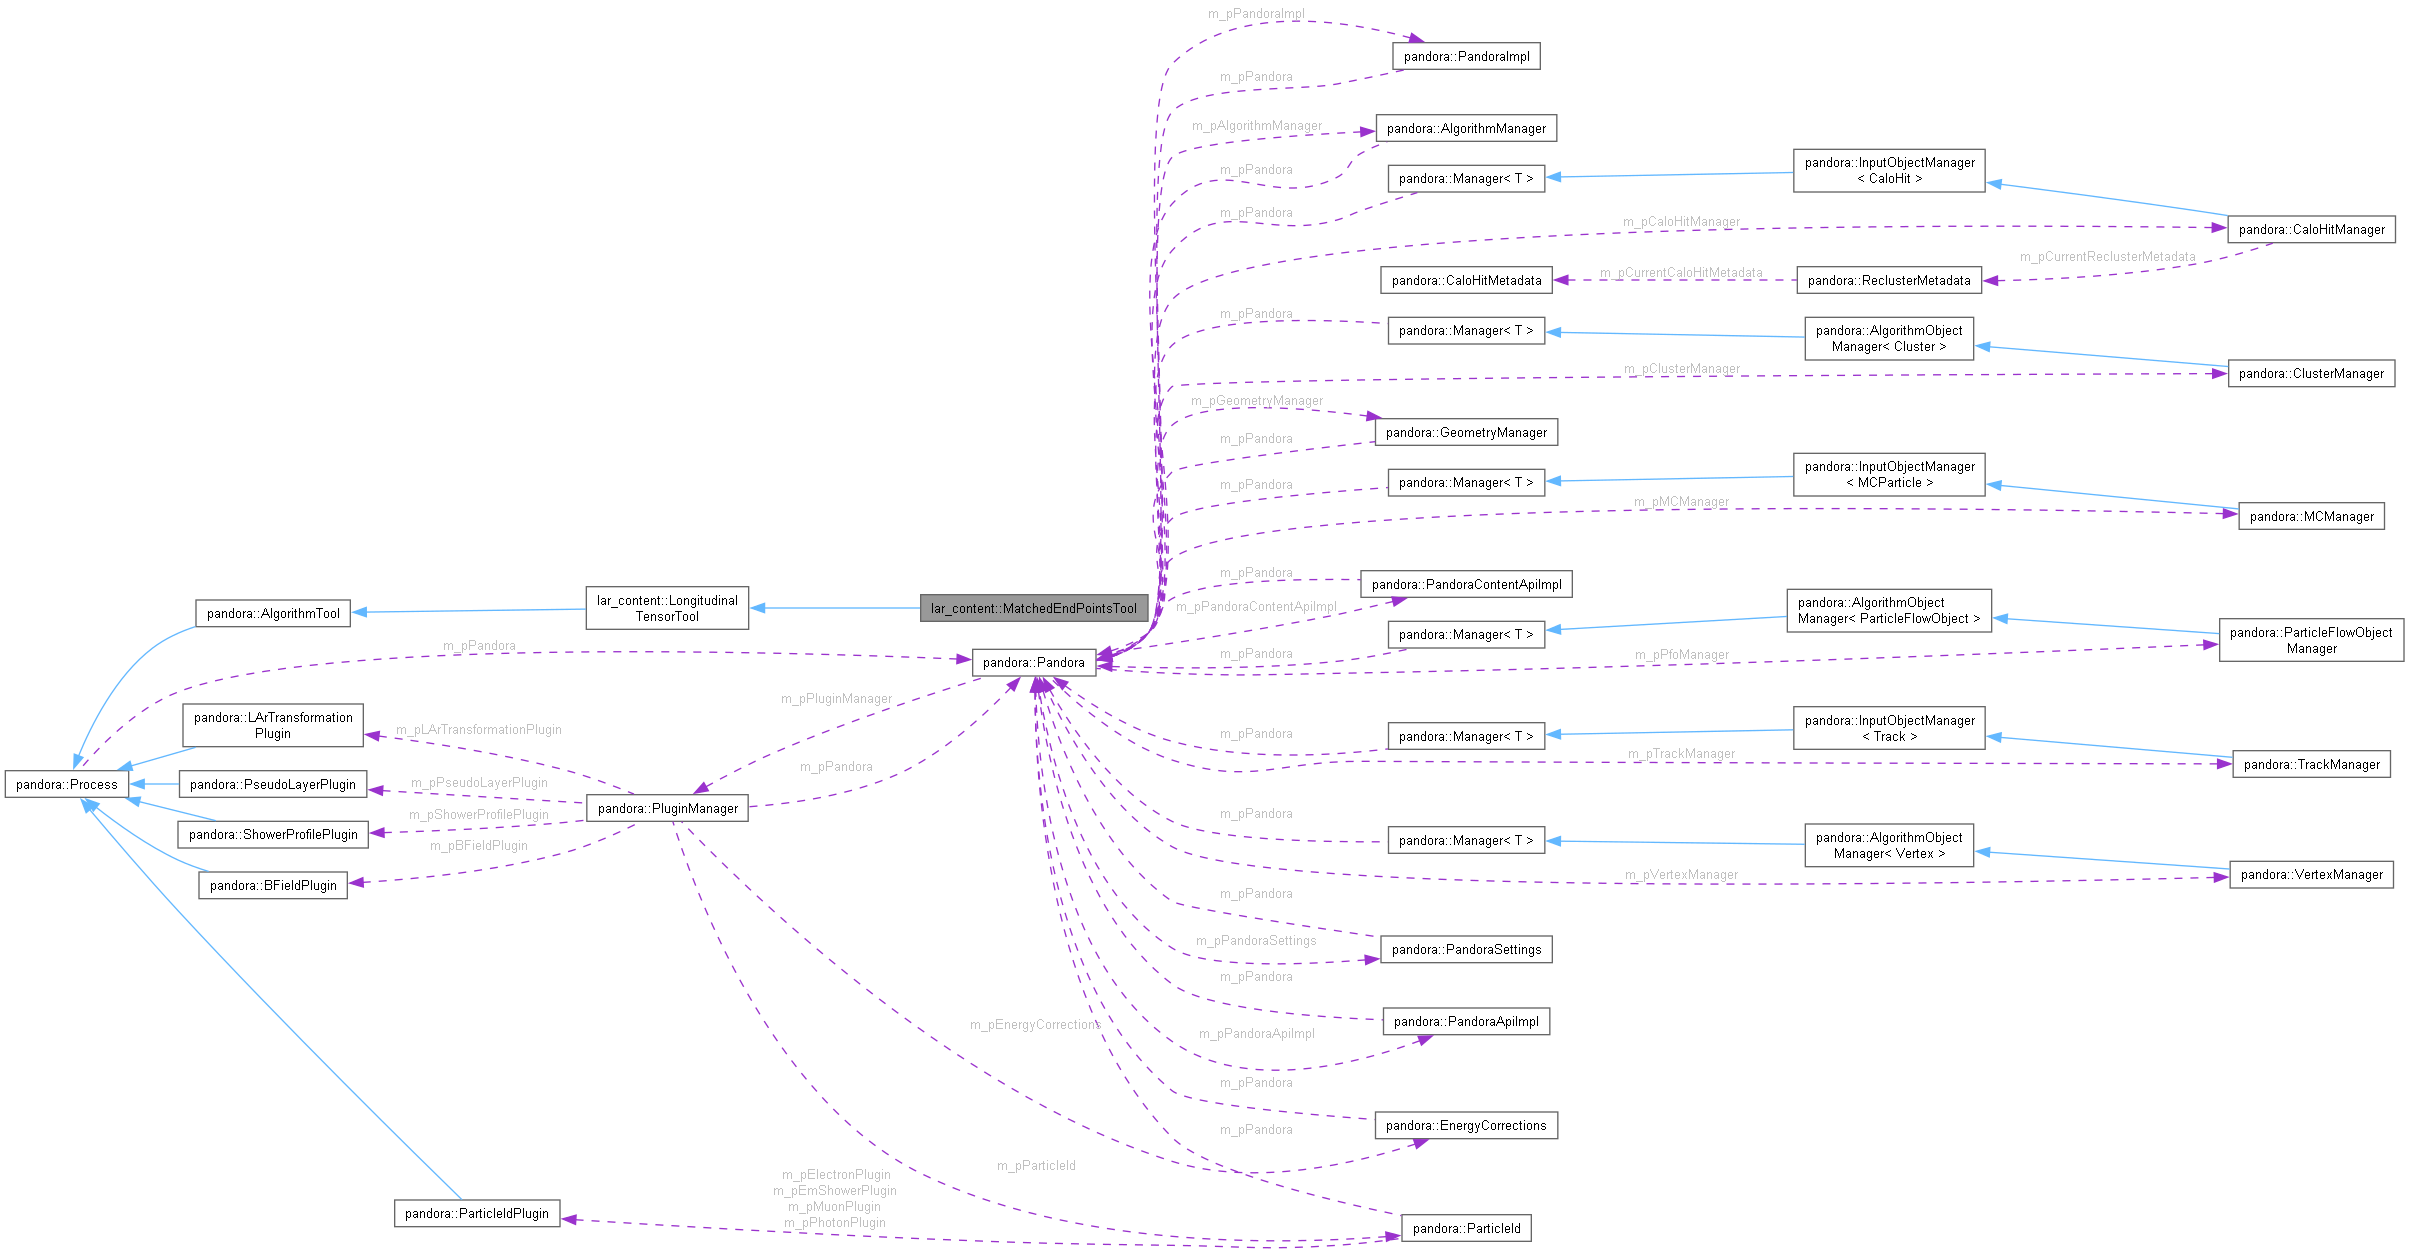 m_pPandoraImpl
pandora::PandoraImpl
m_pPandora
m_pAlgorithmManager
pandora::AlgorithmManager
m_pPandora
pandora::Manager< T >
pandora::InputObjectManager
< CaloHit >
m_pPandora
m_pCaloHitManager
pandora::CaloHitManager
m_pCurrentReclusterMetadata
pandora::CaloHitMetadata
m_pCurrentCaloHitMetadata
pandora::ReclusterMetadata
m_pPandora
pandora::Manager< T >
pandora::AlgorithmObject
Manager< Cluster >
m_pClusterManager
pandora::ClusterManager
m_pGeometryManager
pandora::GeometryManager
m_pPandora
pandora::InputObjectManager
< MCParticle >
m_pPandora
pandora::Manager< T >
m_pMCManager
pandora::MCManager
m_pPandora
pandora::PandoraContentApiImpl
m_pPandoraContentApiImpl
pandora::AlgorithmObject
Manager< ParticleFlowObject >
pandora::AlgorithmTool
lar_content::Longitudinal
TensorTool
lar_content::MatchedEndPointsTool
pandora::Manager< T >
pandora::ParticleFlowObject
Manager
m_pPandora
m_pPandora
m_pPfoManager
pandora::Pandora
m_pPluginManager
pandora::LArTransformation
Plugin
m_pLArTransformationPlugin
m_pPandora
pandora::Manager< T >
pandora::InputObjectManager
< Track >
m_pTrackManager
pandora::TrackManager
m_pPandora
pandora::Process
pandora::PseudoLayerPlugin
m_pPseudoLayerPlugin
pandora::PluginManager
m_pShowerProfilePlugin
pandora::ShowerProfilePlugin
m_pBFieldPlugin
pandora::BFieldPlugin
m_pPandora
pandora::Manager< T >
pandora::AlgorithmObject
Manager< Vertex >
m_pVertexManager
pandora::VertexManager
m_pPandora
m_pPandoraSettings
pandora::PandoraSettings
m_pPandora
pandora::PandoraApiImpl
m_pPandoraApiImpl
m_pEnergyCorrections
m_pPandora
pandora::EnergyCorrections
m_pPandora
m_pParticleId
m_pElectronPlugin
m_pEmShowerPlugin
m_pMuonPlugin
m_pPhotonPlugin
pandora::ParticleIdPlugin
pandora::ParticleId